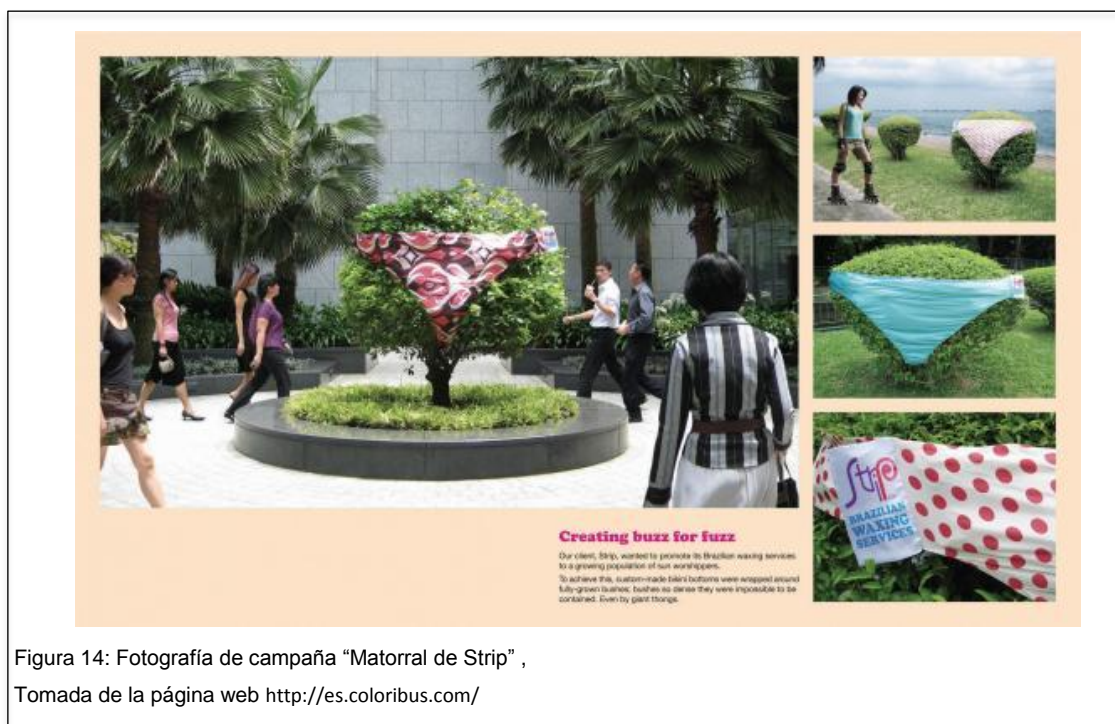 Creating buzz for fuzz
Our client, Strip, wanted to promote its Brazilian waxing services
to a growing population of sun worshippers.
To achieve this, custom-made bikini bottoms were wrapped around
fully-grown bushes; bushes so dense they were impossible to be
contained. Even by giant thongs.
Strip
BRAZILIAN
WAXING
SERVICES
Figura 14: Fotografía de campaña “Matorral de Strip” ,
Tomada de la página web http://es.coloribus.com/